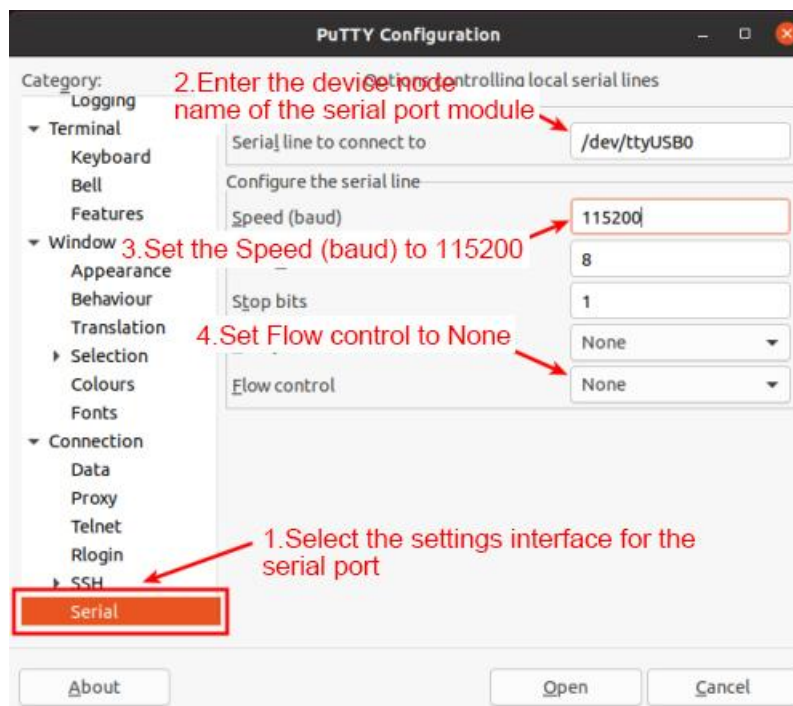 PuTTY Configuration
Category:
2.Enter the device node
name of the serial port module
Options controlling local serial lines
Logging
Terminal
Keyboard
Bell
Features
Window
Appearance
Behaviour
Translation
Selection
Colours
Fonts
Connection
Data
Proxy
Telnet
Rlogin
SSH
Serial
Serial line to connect to
/dev/ttyUSB0
Configure the serial line
Speed (baud)
115200
3.Set the Speed (baud) to 115200
8
Stop bits
1
4.Set Flow control to None
None
Flow control
None
1.Select the settings interface for the
serial port
About
Open
Cancel